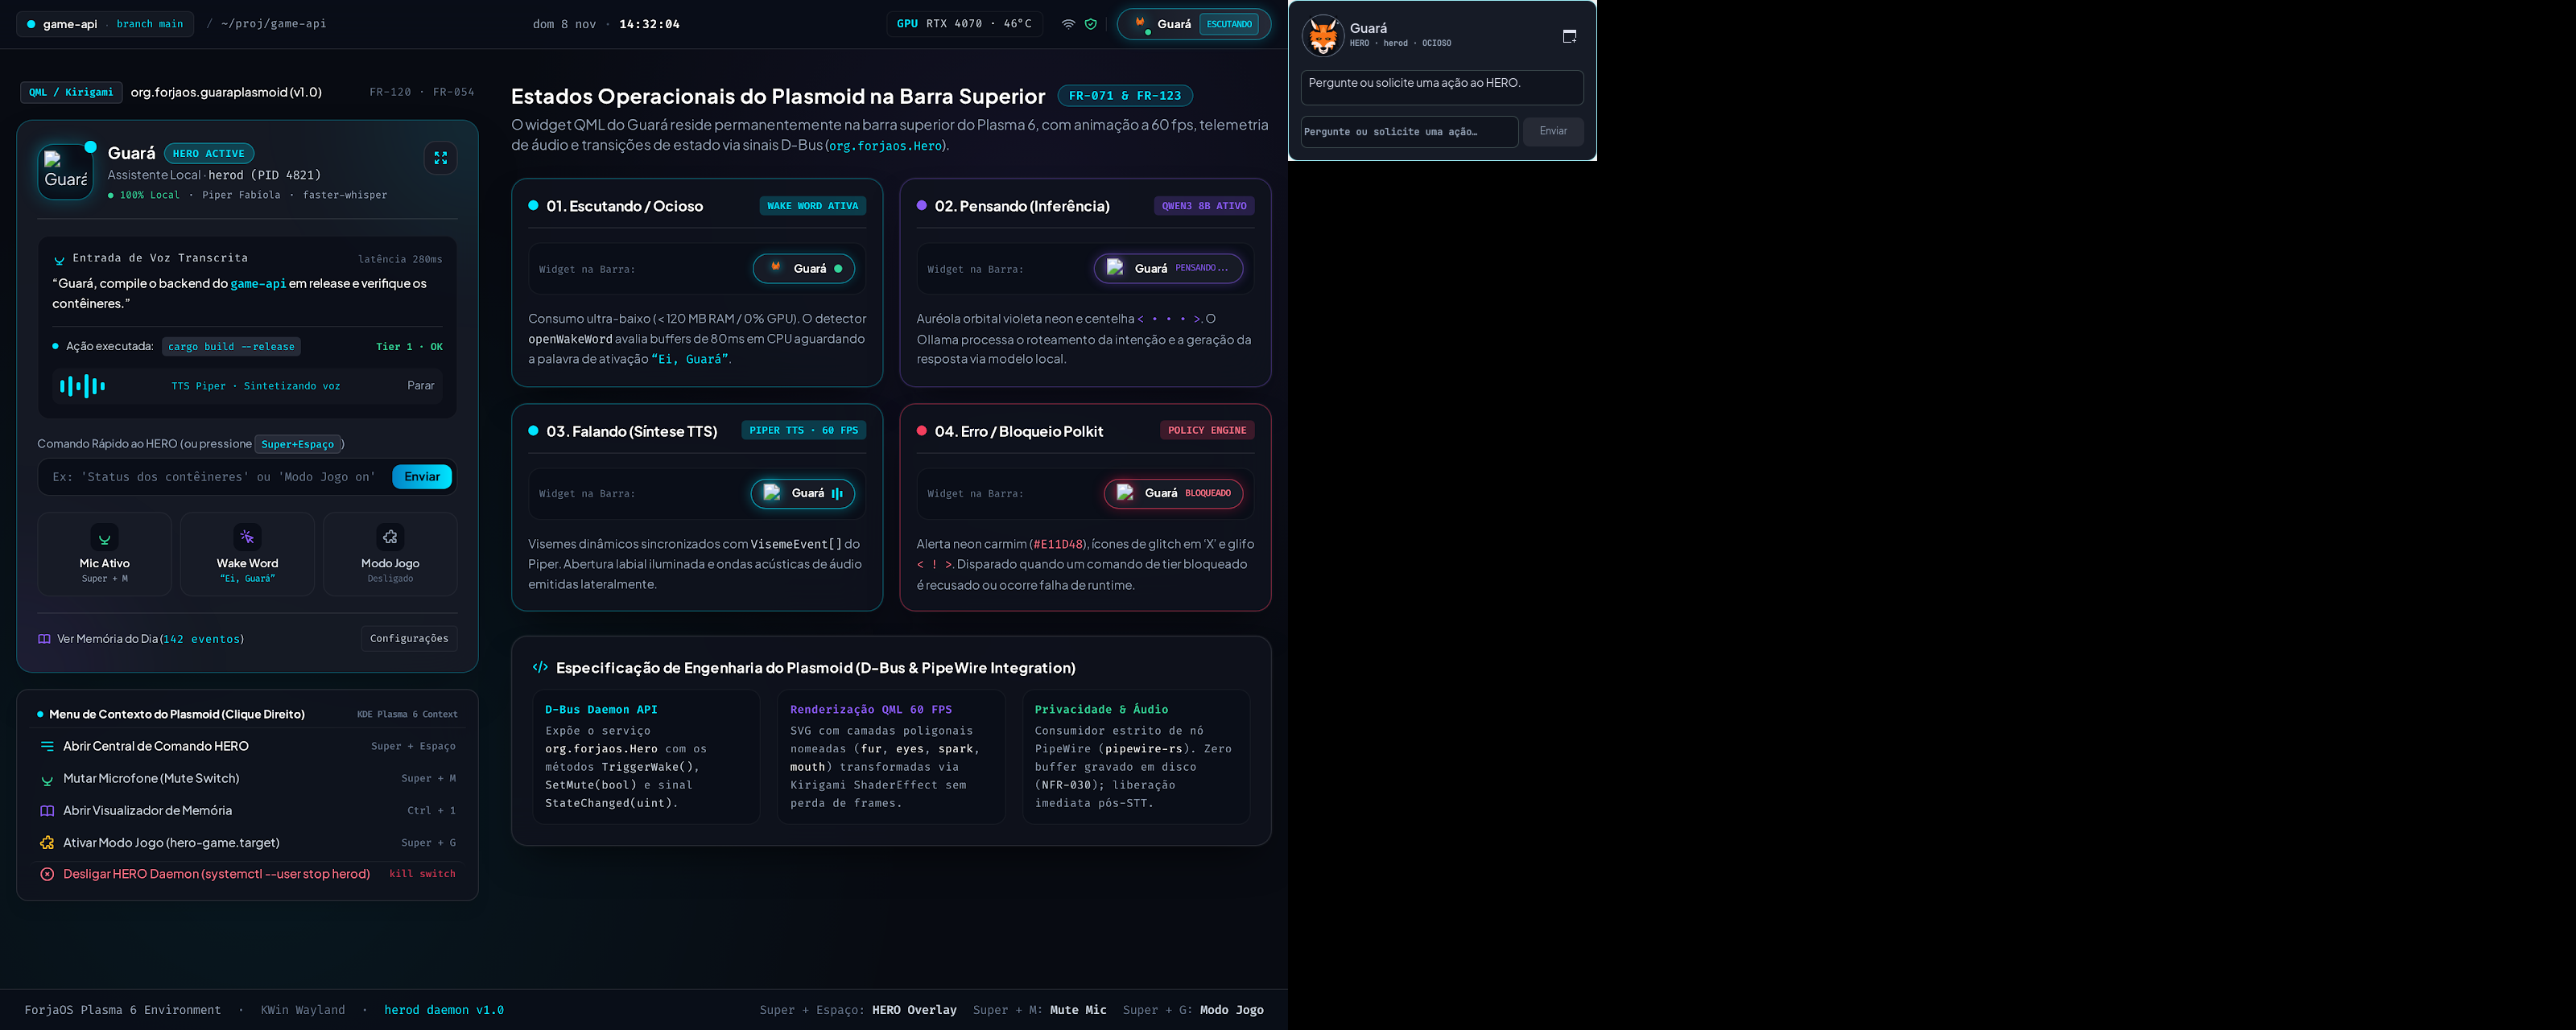 game-api · branch main / ~/proj/game-api
dom 8 nov · 14:32:04
GPU RTX 4070 · 46°C
Guará ESCUTANDO
QML / Kirigami org.forjaos.guaraplasmoid (v1.0) FR-120 · FR-054
Guará
Guará HERO ACTIVE
Assistente Local · herod (PID 4821)
● 100% Local · Piper Fabíola · faster-whisper
Entrada de Voz Transcrita latência 280ms
“Guará, compile o backend do game-api em release e verifique os
contêineres.”
Ação executada: cargo build --release Tier 1 · OK
TTS Piper · Sintetizando voz Parar
Comando Rápido ao HERO (ou pressione Super+Espaço)
Ex: 'Status dos contêineres' ou 'Modo Jogo on' Enviar
Mic Ativo
Super + M
Wake Word
“Ei, Guará”
Modo Jogo
Desligado
Ver Memória do Dia (142 eventos) Configurações
Menu de Contexto do Plasmoid (Clique Direito) KDE Plasma 6 Context
Abrir Central de Comando HERO Super + Espaço
Mutar Microfone (Mute Switch) Super + M
Abrir Visualizador de Memória Ctrl + 1
Ativar Modo Jogo (hero-game.target) Super + G
Desligar HERO Daemon (systemctl --user stop herod) kill switch
Estados Operacionais do Plasmoid na Barra Superior FR-071 & FR-123
O widget QML do Guará reside permanentemente na barra superior do Plasma 6, com animação a 60 fps, telemetria
de áudio e transições de estado via sinais D-Bus (org.forjaos.Hero).
01. Escutando / Ocioso WAKE WORD ATIVA
Widget na Barra: Guará
Consumo ultra-baixo (< 120 MB RAM / 0% GPU). O detector
openWakeWord avalia buffers de 80ms em CPU aguardando
a palavra de ativação “Ei, Guará”.
02. Pensando (Inferência) QWEN3 8B ATIVO
Widget na Barra: Guará PENSANDO...
Auréola orbital violeta neon e centelha < • • • >. O
Ollama processa o roteamento da intenção e a geração da
resposta via modelo local.
03. Falando (Síntese TTS) PIPER TTS · 60 FPS
Widget na Barra: Guará
Visemes dinâmicos sincronizados com VisemeEvent[] do
Piper. Abertura labial iluminada e ondas acústicas de áudio
emitidas lateralmente.
04. Erro / Bloqueio Polkit POLICY ENGINE
Widget na Barra: Guará BLOQUEADO
Alerta neon carmim (#E11D48), ícones de glitch em 'X' e glifo
< ! >. Disparado quando um comando de tier bloqueado
é recusado ou ocorre falha de runtime.
Especificação de Engenharia do Plasmoid (D-Bus & PipeWire Integration)
D-Bus Daemon API
Expõe o serviço
org.forjaos.Hero com os
métodos TriggerWake(),
SetMute(bool) e sinal
StateChanged(uint).
Renderização QML 60 FPS
SVG com camadas poligonais
nomeadas (fur, eyes, spark,
mouth) transformadas via
Kirigami ShaderEffect sem
perda de frames.
Privacidade & Áudio
Consumidor estrito de nó
PipeWire (pipewire-rs). Zero
buffer gravado em disco
(NFR-030); liberação
imediata pós-STT.
ForjaOS Plasma 6 Environment · KWin Wayland · herod daemon v1.0
Super + Espaço: HERO Overlay Super + M: Mute Mic Super + G: Modo Jogo
Guará
HERO · herod · OCIOSO
Pergunte ou solicite uma ação ao HERO.
Pergunte ou solicite uma ação… Enviar